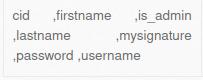 cid ,firstname ,is_admin
,lastname ,mysignature
,password ,username